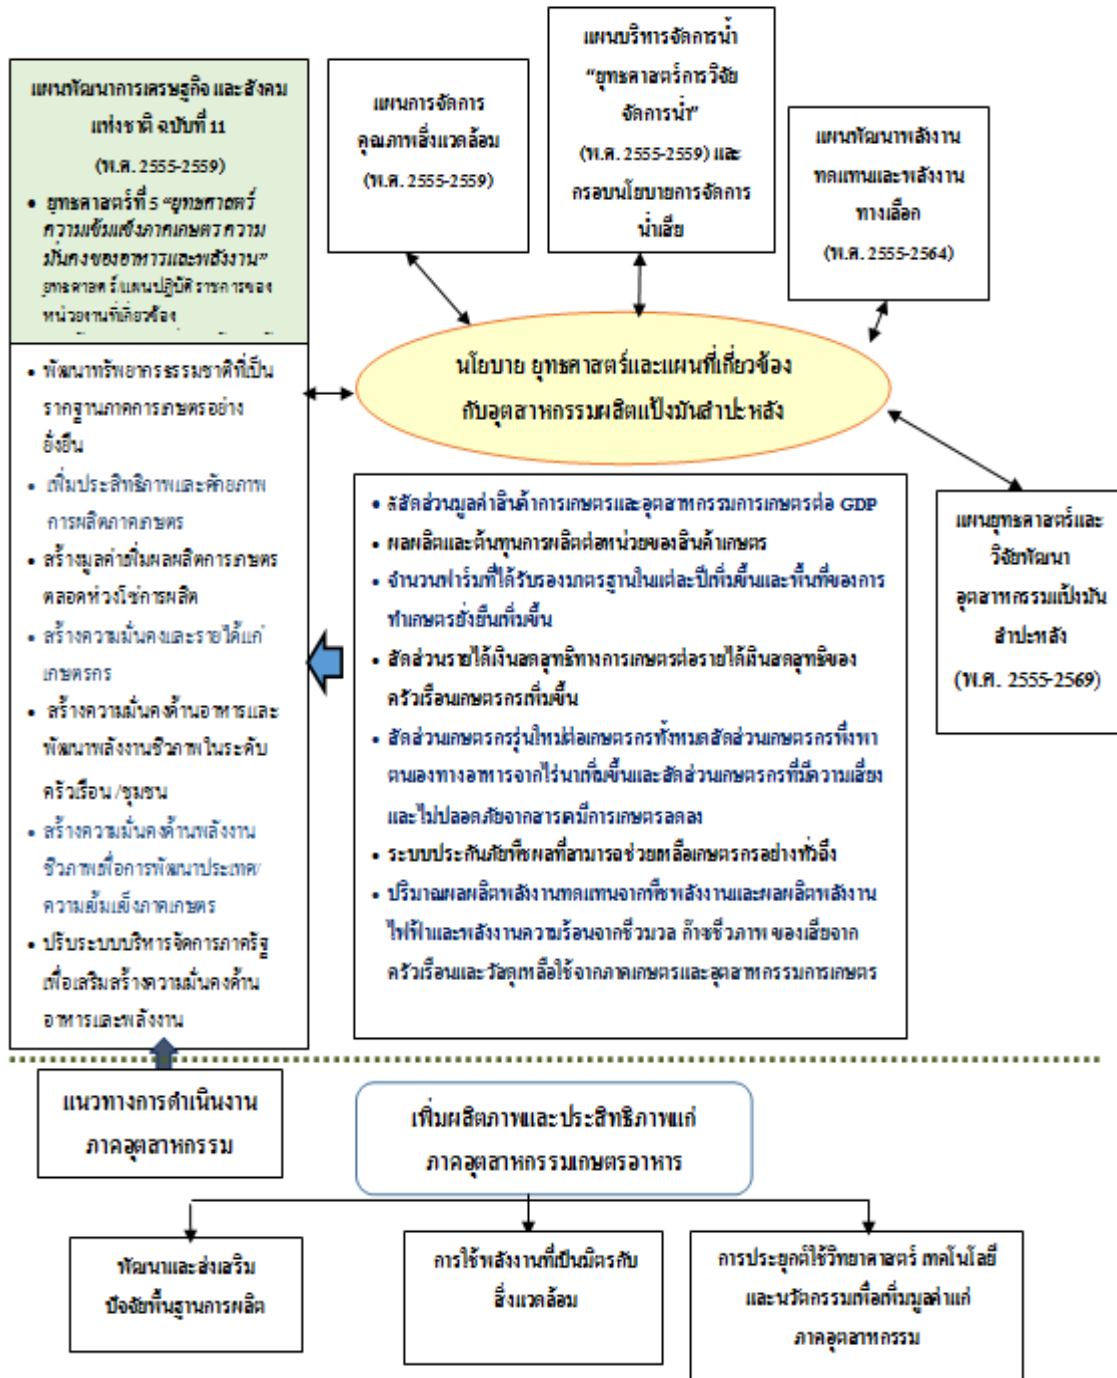 แผนพัฒนาการเศรษฐกิจ และสังคม
แห่งชาติ ฉบับที่ 11
(พ.ศ. 2555-2559)
• ยุทธศาสตร์ที่ 5 “ยุทธศาสตร์
ความเข้มแข็งภาคเกษตร ความ
มั่นคงของอาหารและพลังงาน”
ยุทธศาสตร์/แผนปฏิบัติราชการของ
หน่วยงานที่เกี่ยวข้อง
แผนการจัดการ
คุณภาพสิ่งแวดล้อม
(พ.ศ. 2555-2559)
แผนบริหารจัดการน้ำ
“ยุทธศาสตร์การวิจัย
จัดการน้ำ”
(พ.ศ. 2555-2559) และ
กรอบนโยบายการจัดการ
น้ำเสีย
แผนพัฒนาพลังงาน
ทดแทนและพลังงาน
ทางเลือก
(พ.ศ. 2555-2564)
นโยบาย ยุทธศาสตร์และแผนที่เกี่ยวข้อง
กับอุตสาหกรรมผลิตแป้งมันสำปะหลัง
แผนยุทธศาสตร์และ
วิจัยพัฒนา
อุตสาหกรรมแป้งมัน
สำปะหลัง
(พ.ศ. 2555-2569)
• พัฒนาทรัพยากรธรรมชาติที่เป็น
รากฐานภาคการเกษตรอย่าง
ยั่งยืน
• เพิ่มประสิทธิภาพและศักยภาพ
การผลิตภาคเกษตร
• สร้างมูลค่าเพิ่มผลผลิตการเกษตร
ตลอดห่วงโซ่การผลิต
• สร้างความมั่นคงและรายได้แก่
เกษตรกร
• สร้างความมั่นคงด้านอาหารและ
พัฒนาพลังงานชีวภาพในระดับ
ครัวเรือน /ชุมชน
• สร้างความมั่นคงด้านพลังงาน
ชีวภาพเพื่อการพัฒนาประเทศ/
ความเข้มแข็งภาคเกษตร
• ปรับระบบบริหารจัดการภาครัฐ
เพื่อเสริมสร้างความมั่นคงด้าน
อาหารและพลังงาน
• สัดส่วนมูลค่าสินค้าการเกษตรและอุตสาหกรรมการเกษตรต่อ GDP
• ผลผลิตและต้นทุนการผลิตต่อหน่วยของสินค้าเกษตร
• จำนวนฟาร์มที่ได้รับรองมาตรฐานในแต่ละปีเพิ่มขึ้นและพื้นที่ของการ
ทำเกษตรยั่งยืนเพิ่มขึ้น
• สัดส่วนรายได้เงินสดสุทธิทางการเกษตรต่อรายได้เงินสดสุทธิของ
ครัวเรือนเกษตรกรเพิ่มขึ้น
• สัดส่วนเกษตรกรรุ่นใหม่ต่อเกษตรกรทั้งหมดสัดส่วนเกษตรกรพึ่งพา
ตนเองทางอาหารจากไร่นาเพิ่มขึ้นและสัดส่วนเกษตรกรที่มีความเสี่ยง
และไม่ปลอดภัยจากสารเคมีการเกษตรลดลง
• ระบบประกันภัยพืชผลที่สามารถช่วยเหลือเกษตรกรอย่างทั่วถึง
• ปริมาณผลผลิตพลังงานทดแทนจากพืชพลังงานและผลผลิตพลังงาน
ไฟฟ้าและพลังงานความร้อนจากชีวมวล ก๊าซชีวภาพ ของเสียจาก
ครัวเรือนและวัสดุเหลือใช้จากภาคเกษตรและอุตสาหกรรมการเกษตร
แนวทางการดำเนินงาน
ภาคอุตสาหกรรม
เพิ่มผลิตภาพและประสิทธิภาพแก่
ภาคอุตสาหกรรมเกษตรอาหาร
พัฒนาและส่งเสริม
ปัจจัยพื้นฐานการผลิต
การใช้พลังงานที่เป็นมิตรกับ
สิ่งแวดล้อม
การประยุกต์ใช้วิทยาศาสตร์ เทคโนโลยี
และนวัตกรรมเพื่อเพิ่มมูลค่าแก่
ภาคอุตสาหกรรม